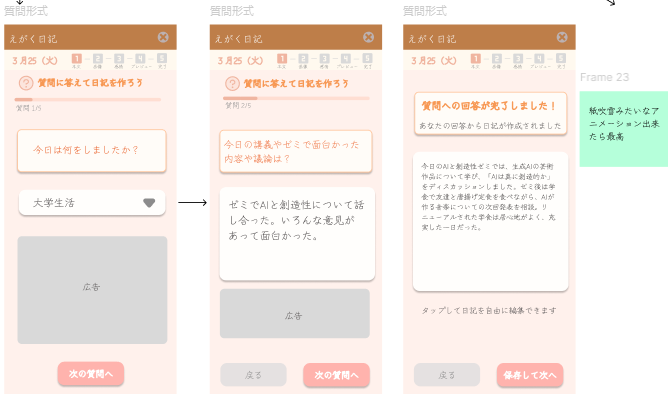 質問形式
えがく日記
3月25 (火)
1 2 3 4 5
質問に答えて日記を作ろう
質問 1/5
今日は何をしましたか？
大学生活
広告
次の質問へ
質問形式
えがく日記
3月25 (火)
1 2 3 4 5
質問に答えて日記を作ろう
質問 2/5
今日の講義やゼミで面白かった
内容や議論は？
ゼミでAIと創造性について話
し合った。いろんな意見が
あって面白かった。
広告
戻る
次の質問へ
質問形式
えがく日記
3月25 (火)
1 2 3 4 5
質問への回答が完了しました！
あなたの回答から日記が作成されました
今日のAIと創造性ゼミでは、生成AIの芸術
作品について学び、「AIは真に創造的か」
をディスカッションしました。ゼミ後は学
食で友達と唐揚げ定食を食べながら、AIが
作る音楽についての次回発表を相談。リ
ニューアルされた学食は居心地がよく、充
実した一日だった。
タップして日記を自由に編集できます
戻る
保存して次へ
Frame 23
紙吹雪みたいなア
ニメーション出来
たら最高